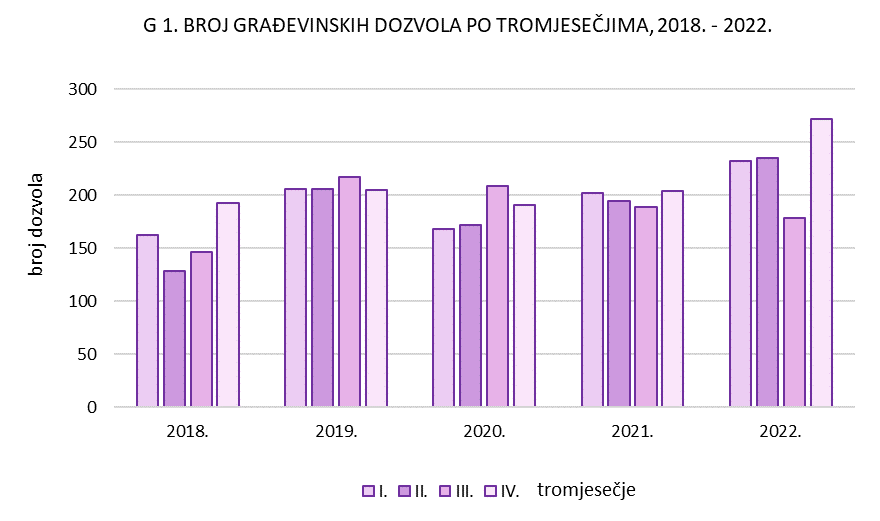 G 1. BROJ GRAĐEVINSKIH DOZVOLA PO TROMJESEČJIMA, 2018. - 2022.
broj dozvola
300
250
200
150
100
50
0
2018. 2019. 2020. 2021. 2022.
I. II. III. IV. tromjesečje